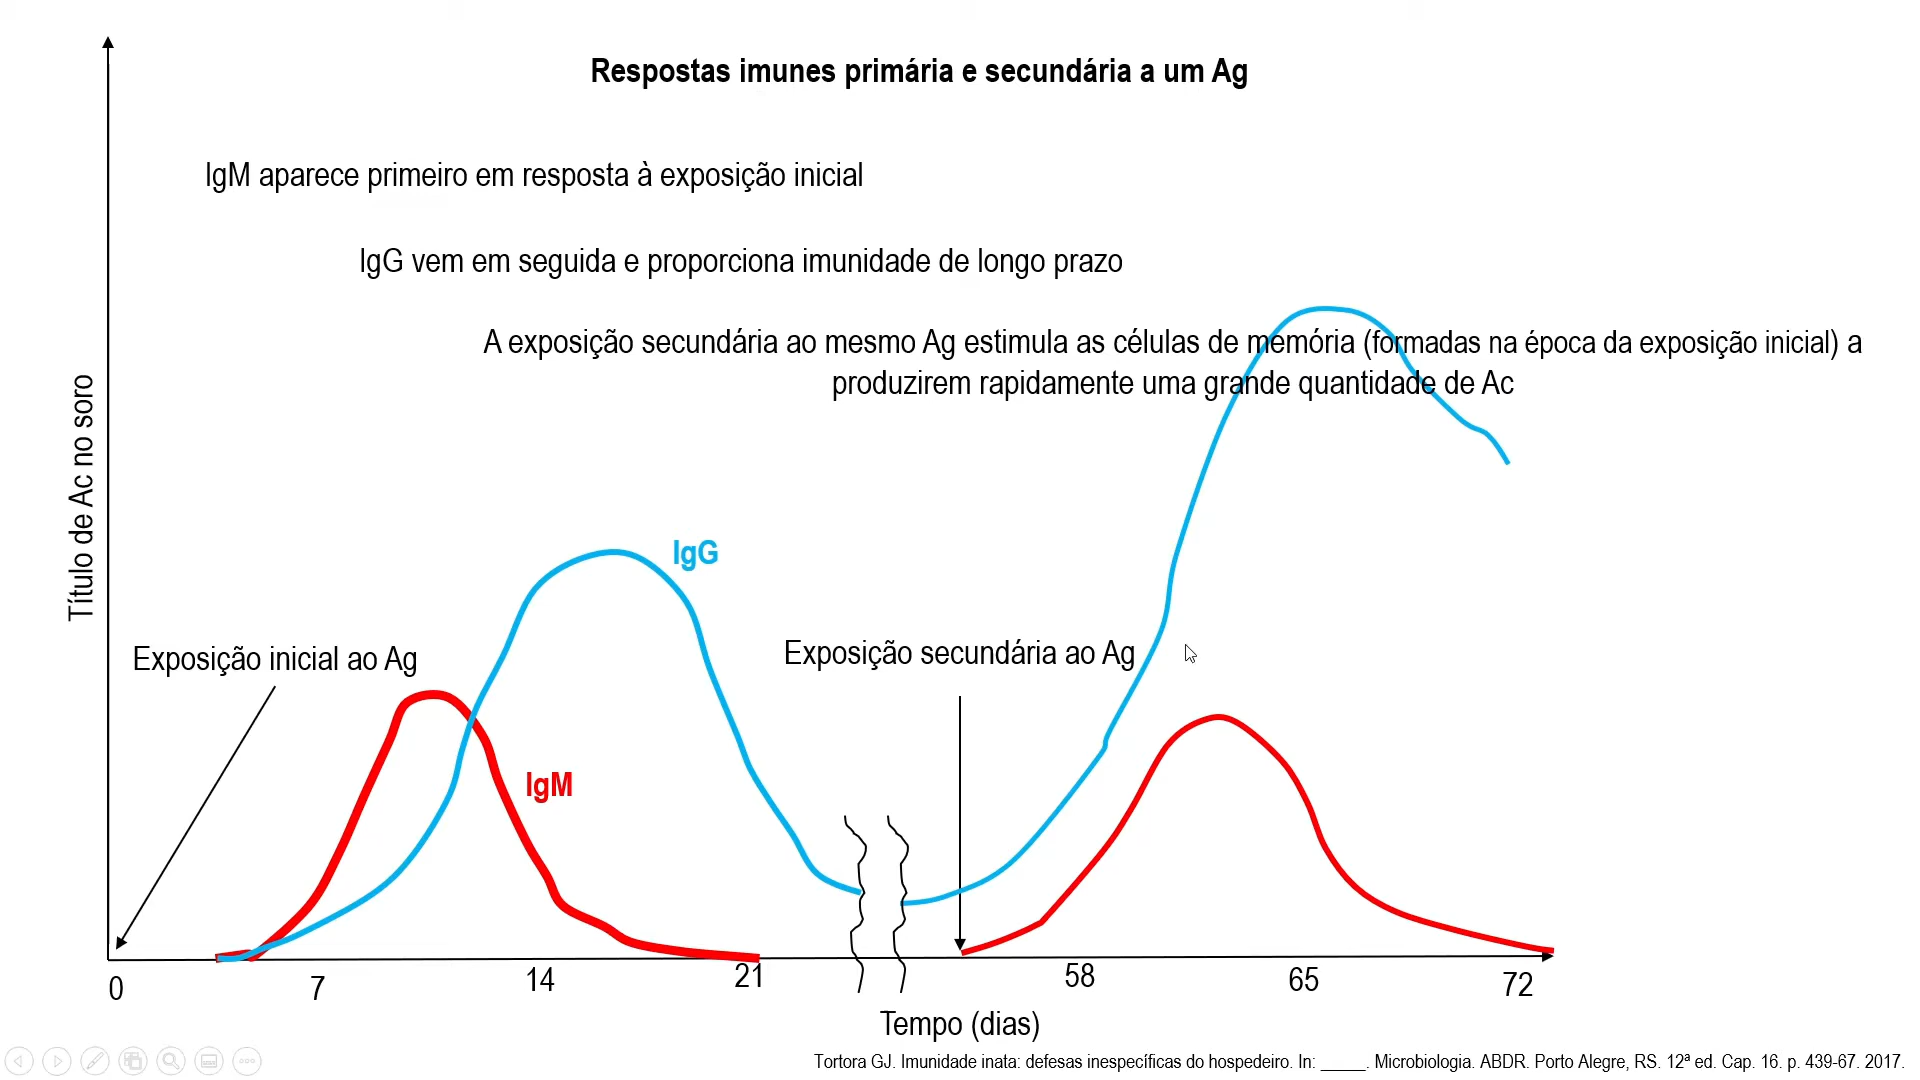 Respostas imunes primária e secundária a um Ag
IgM aparece primeiro em resposta à exposição inicial
IgG vem em seguida e proporciona imunidade de longo prazo
A exposição secundária ao mesmo Ag estimula as células de memória (formadas na época da exposição inicial) a
produzirem rapidamente uma grande quantidade de Ac
Título de Ac no soro
IgG
Exposição inicial ao Ag
Exposição secundária ao Ag
IgM
0
7
14
21
58
65
72
Tempo (dias)
Tortora GJ. Imunidade inata: defesas inespecíficas do hospedeiro. In: _____. Microbiologia. ABDR. Porto Alegre, RS. 12ª ed. Cap. 16. p. 439-67. 2017.